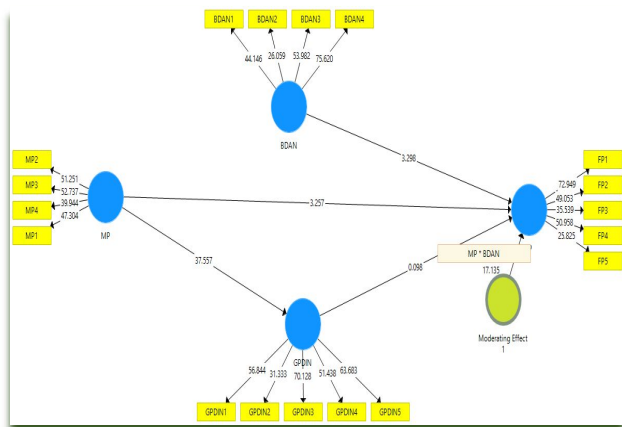 BDAN1 BDAN2 BDAN3 BDAN4
44.146 26.059 53.982 75.620
BDAN
3.298
MP2
MP3
MP4
MP1
51.251
52.737
39.944
47.304
MP
3.257
FP1
FP2
FP3
FP4
FP5
72.949
49.053
35.539
50.958
25.825
MP * BDAN
17.135
37.557
0.098
Moderating Effect
1
GPDIN
56.844 31.333 70.128 51.438 63.683
GPDIN1 GPDIN2 GPDIN3 GPDIN4 GPDIN5